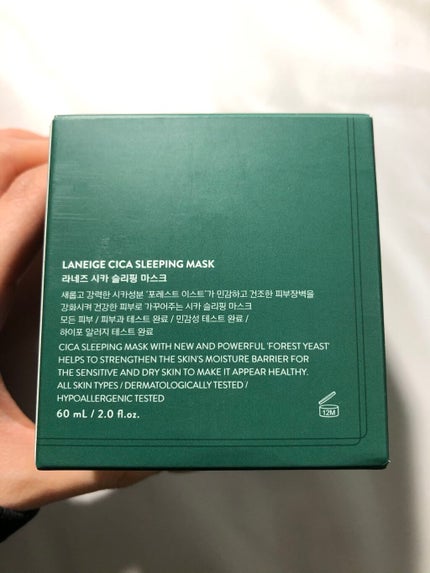 LANEIGE CICA SLEEPING MASK
라네즈 시카 슬리핑 마스크
새롭고 강력한 시카성분 '포레스트 이스트'가 민감하고 건조한 피부장벽을
강화시켜 건강한 피부로 가꾸어주는 시카 슬리핑 마스크
모든 피부 / 피부과 테스트 완료 / 민감성 테스트 완료 /
하이포 알러지 테스트 완료
CICA SLEEPING MASK WITH NEW AND POWERFUL 'FOREST YEAST'
HELPS TO STRENGTHEN THE SKIN'S MOISTURE BARRIER FOR
THE SENSITIVE AND DRY SKIN TO MAKE IT APPEAR HEALTHY.
ALL SKIN TYPES / DERMATOLOGICALLY TESTED /
HYPOALLERGENIC TESTED
60 mL / 2.0 fl.oz.
12M